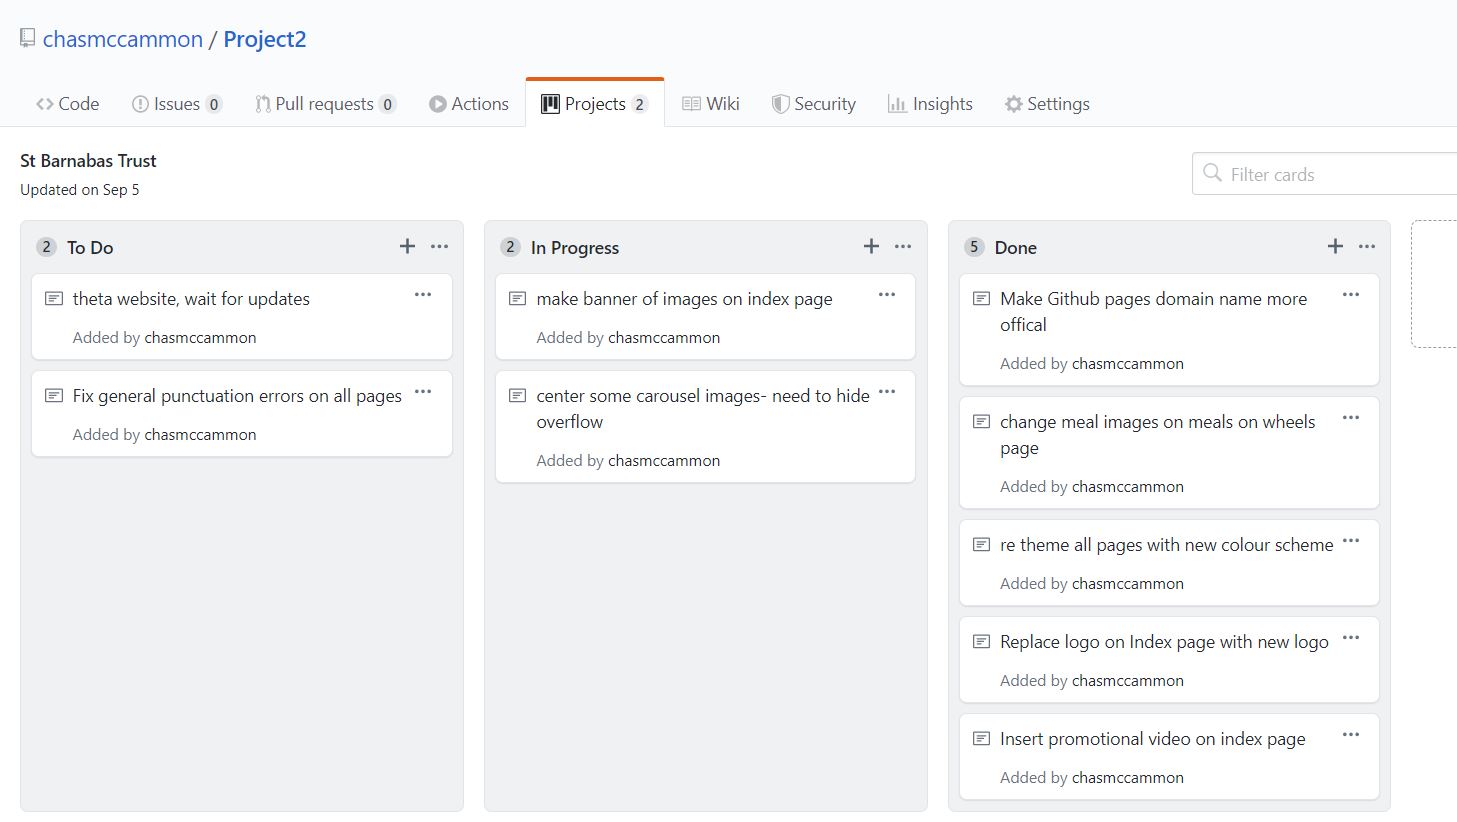 chasmccammon / Project2
Code
Issues 0
Pull requests 0
Actions
Projects 2
Wiki
Security
Insights
Settings
St Barnabas Trust
Updated on Sep 5
Filter cards
2 To Do
theta website, wait for updates
Added by chasmccammon
Fix general punctuation errors on all pages
Added by chasmccammon
2 In Progress
make banner of images on index page
Added by chasmccammon
center some carousel images- need to hide
overflow
Added by chasmccammon
5 Done
Make Github pages domain name more
offical
Added by chasmccammon
change meal images on meals on wheels
page
Added by chasmccammon
re theme all pages with new colour scheme
Added by chasmccammon
Replace logo on Index page with new logo
Added by chasmccammon
Insert promotional video on index page
Added by chasmccammon